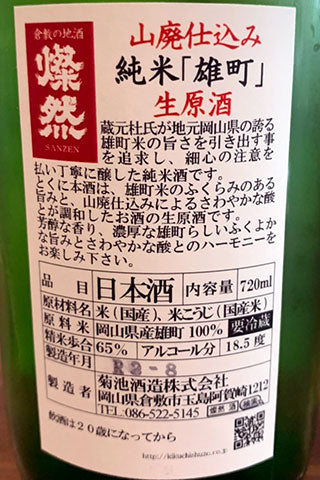 倉敷の地酒
燦然
SANZEN
山廃仕込み
純米「雄町」
生原酒
蔵元杜氏が地元岡山県の誇る
雄町米の旨さを引き出す事
を追求し、細心の注意を
払い丁寧に醸した純米酒です。
とくに本酒は、雄町米のふくらみのある
旨みと、山廃仕込みによるさわやかな酸
とが調和したお酒の生原酒です。
芳醇な香り、濃厚な雄町らしいふくよか
な旨みとさわやかな酸とのハーモニーを
お楽しみ下さい。
品目 日本酒 内容量 720ml
原材料名 米(国産)、米こうじ(国産米)
原料米 岡山県産雄町 100% 要冷蔵
精米歩合 65% アルコール分 18.5度
製造年月 R6-8
製造者 菊池酒造株式会社
岡山県倉敷市玉島阿賀崎1212
TEL:086-522-5145 燦然 酒 検索
飲酒は20歳になってから
http://kikuchishuzo.co.jp